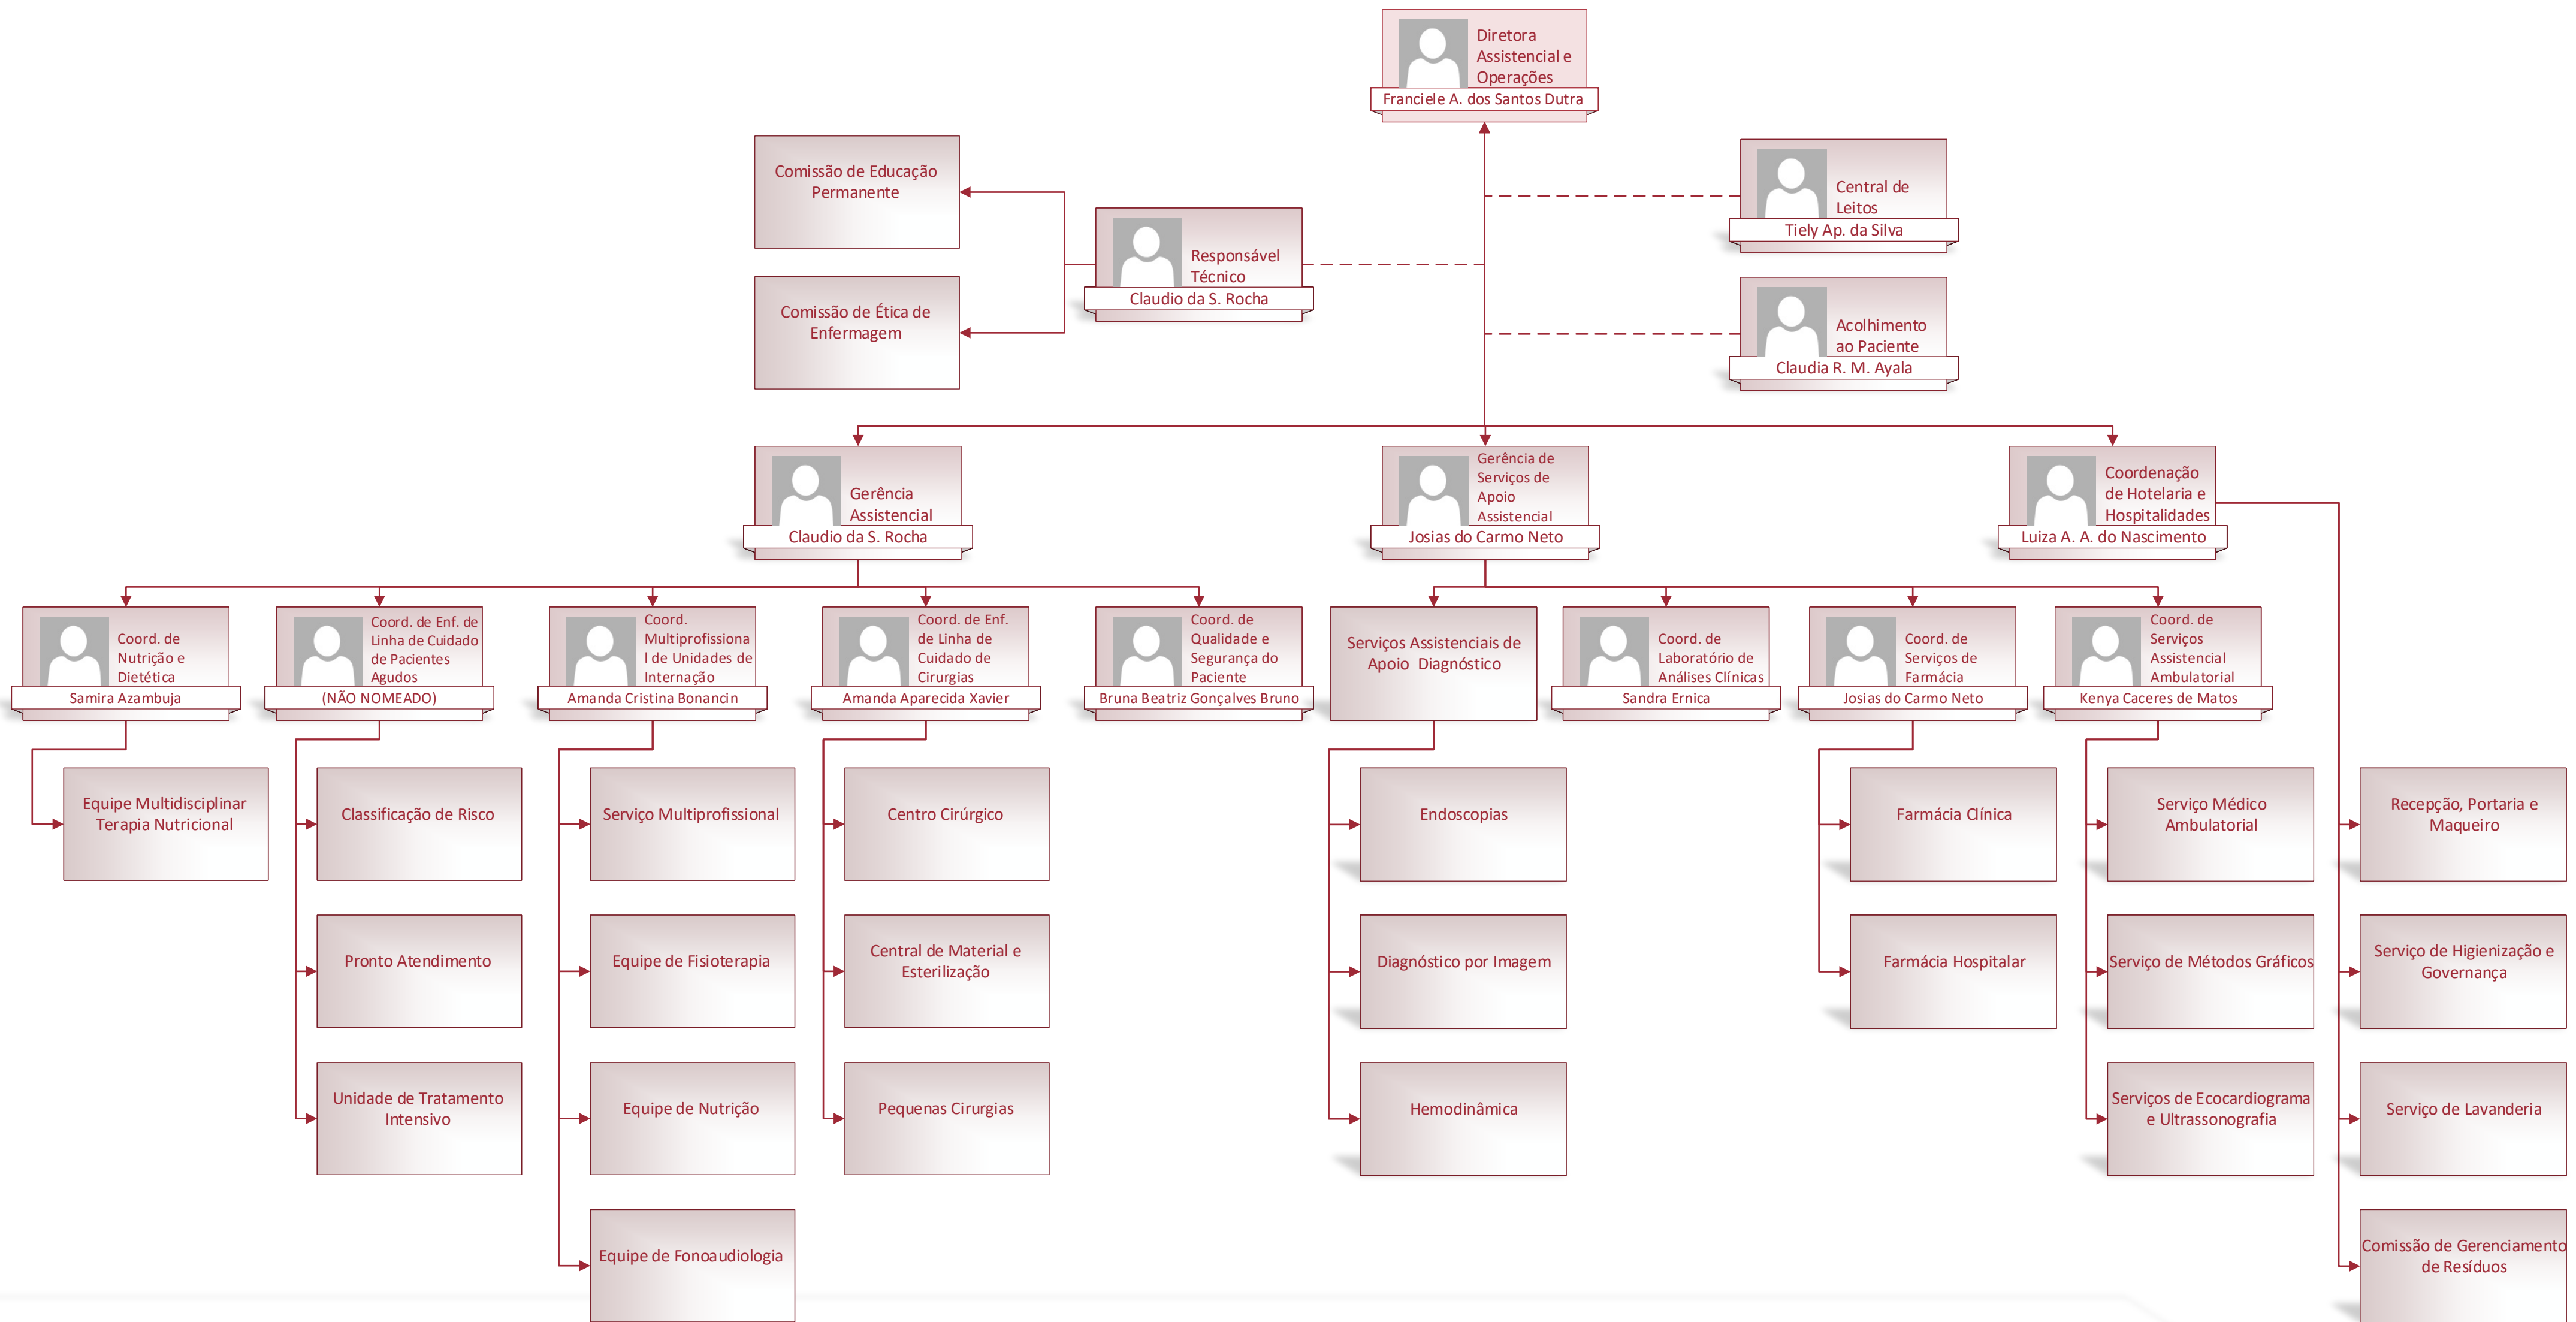 Diretora
Assistencial e
Operações
Franciele A. dos Santos Dutra
Comissão de Educação
Permanente
Central de
Leitos
Tiely Ap. da Silva
Responsável
Técnico
Claudio da S. Rocha
Comissão de Ética de
Enfermagem
Acolhimento
ao Paciente
Claudia R. M. Ayala
Gerência
Assistencial
Claudio da S. Rocha
Gerência de
Serviços de
Apoio
Assistencial
Josias do Carmo Neto
Coordenação
de Hotelaria e
Hospitalidades
Luiza A. A. do Nascimento
Coord. de
Nutrição e
Dietética
Samira Azambuja
Coord. de Enf. de
Linha de Cuidado
de Pacientes
Agudos
(NÃO NOMEADO)
Coord.
Multiprofissiona
l de Unidades de
Internação
Amanda Cristina Bonancin
Coord. de Enf.
de Linha de
Cuidado de
Cirurgias
Amanda Aparecida Xavier
Coord. de
Qualidade e
Segurança do
Paciente
Bruna Beatriz Gonçalves Bruno
Serviços Assistenciais de
Apoio  Diagnóstico
Coord. de
Laboratório de
Análises Clínicas
Sandra Ernica
Coord. de
Serviços de
Farmácia
Josias do Carmo Neto
Coord. de
Serviços
Assistencial
Ambulatorial
Kenya Caceres de Matos
Equipe Multidisciplinar
Terapia Nutricional
Classificação de Risco
Serviço Multiprofissional
Centro Cirúrgico
Endoscopias
Farmácia Clínica
Serviço Médico
Ambulatorial
Recepção, Portaria e
Maqueiro
Pronto Atendimento
Equipe de Fisioterapia
Central de Material e
Esterilização
Diagnóstico por Imagem
Farmácia Hospitalar
Serviço de Métodos Gráficos
Serviço de Higienização e
Governança
Unidade de Tratamento
Intensivo
Equipe de Nutrição
Pequenas Cirurgias
Hemodinâmica
Serviços de Ecocardiograma
e Ultrassonografia
Serviço de Lavanderia
Equipe de Fonoaudiologia
Comissão de Gerenciamento
de Resíduos